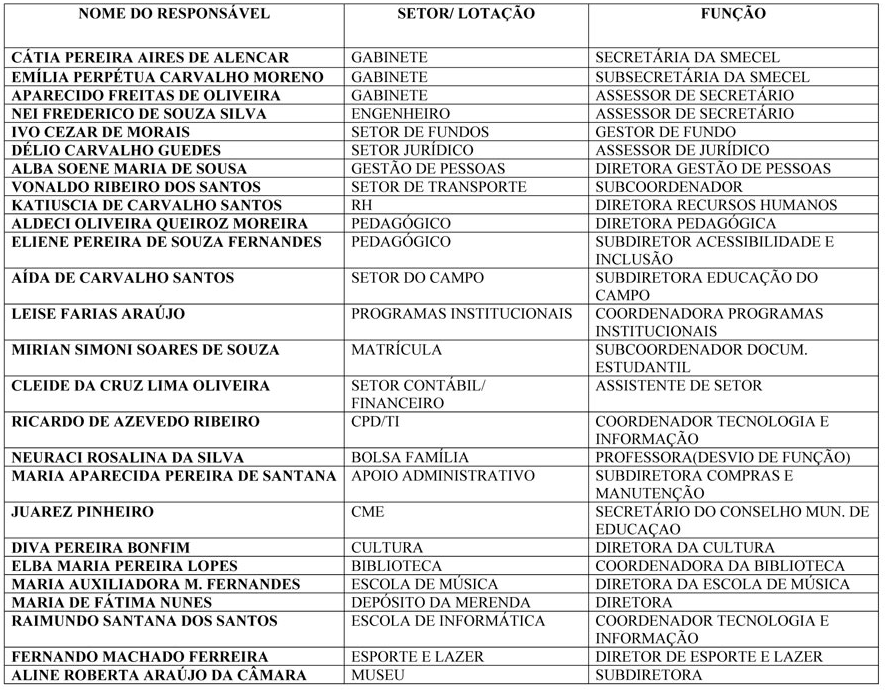 NOME DO RESPONSÁVEL SETOR/ LOTAÇÃO FUNÇÃO
CÁTIA PEREIRA AIRES DE ALENCAR GABINETE SECRETÁRIA DA SMECEL
EMÍLIA PERPÉTUA CARVALHO MORENO GABINETE SUBSECRETÁRIA DA SMECEL
APARECIDO FREITAS DE OLIVEIRA GABINETE ASSESSOR DE SECRETÁRIO
NEI FREDERICO DE SOUZA SILVA ENGENHEIRO ASSESSOR DE SECRETÁRIO
IVO CEZAR DE MORAIS SETOR DE FUNDOS GESTOR DE FUNDO
DÉLIO CARVALHO GUEDES SETOR JURÍDICO ASSESSOR DE JURÍDICO
ALBA SOENE MARIA DE SOUSA GESTÃO DE PESSOAS DIRETORA GESTÃO DE PESSOAS
VONALDO RIBEIRO DOS SANTOS SETOR DE TRANSPORTE SUBCOORDENADOR
KATIUSCIA DE CARVALHO SANTOS RH DIRETORA RECURSOS HUMANOS
ALDECI OLIVEIRA QUEIROZ MOREIRA PEDAGÓGICO DIRETORA PEDAGÓGICA
ELIENE PEREIRA DE SOUZA FERNANDES PEDAGÓGICO SUBDIRETOR ACESSIBILIDADE E
INCLUSÃO
AÍDA DE CARVALHO SANTOS SETOR DO CAMPO SUBDIRETORA EDUCAÇÃO DO
CAMPO
LEISE FARIAS ARAÚJO PROGRAMAS INSTITUCIONAIS COORDENADORA PROGRAMAS
INSTITUCIONAIS
MIRIAN SIMONI SOARES DE SOUZA MATRÍCULA SUBCOORDENADOR DOCUM.
ESTUDANTIL
CLEIDE DA CRUZ LIMA OLIVEIRA SETOR CONTÁBIL/ ASSISTENTE DE SETOR
FINANCEIRO
RICARDO DE AZEVEDO RIBEIRO CPD/TI COORDENADOR TECNOLOGIA E
INFORMAÇÃO
NEURACI ROSALINA DA SILVA BOLSA FAMÍLIA PROFESSORA(DESVIO DE FUNÇÃO)
MARIA APARECIDA PEREIRA DE SANTANA APOIO ADMINISTRATIVO SUBDIRETORA COMPRAS E
MANUTENÇÃO
JUAREZ PINHEIRO CME SECRETÁRIO DO CONSELHO MUN. DE
EDUCAÇAO
DIVA PEREIRA BONFIM CULTURA DIRETORA DA CULTURA
ELBA MARIA PEREIRA LOPES BIBLIOTECA COORDENADORA DA BIBLIOTECA
MARIA AUXILIADORA M. FERNANDES ESCOLA DE MÚSICA DIRETORA DA ESCOLA DE MÚSICA
MARIA DE FÁTIMA NUNES DEPÓSITO DA MERENDA DIRETORA
RAIMUNDO SANTANA DOS SANTOS ESCOLA DE INFORMÁTICA COORDENADOR TECNOLOGIA E
INFORMAÇÃO
FERNANDO MACHADO FERREIRA ESPORTE E LAZER DIRETOR DE ESPORTE E LAZER
ALINE ROBERTA ARAÚJO DA CÂMARA MUSEU SUBDIRETORA